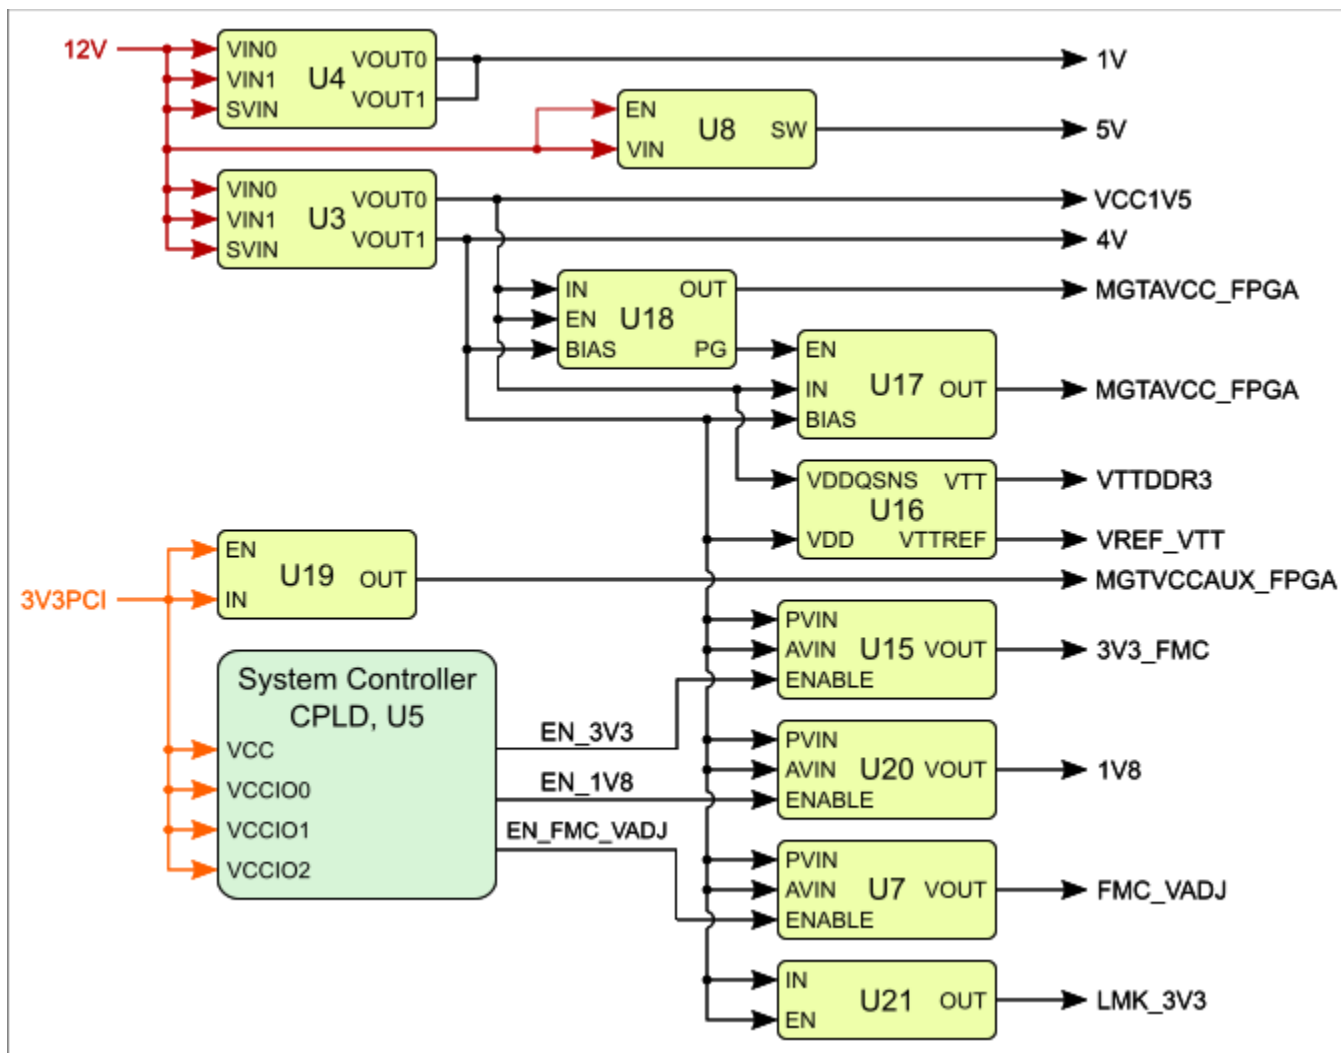 12V
VIN0
VIN1
SVIN
U4
VOUT0
VOUT1
1V
EN
VIN
U8
SW
5V
VIN0
VIN1
SVIN
U3
VOUT0
VOUT1
VCC1V5
4V
IN
EN
BIAS
U18
OUT
PG
MGTAVCC_FPGA
EN
IN
BIAS
U17
OUT
MGTAVCC_FPGA
VDDQSNS
VDD
U16
VTT
VTTREF
VTTDDR3
VREF_VTT
3V3PCI
EN
IN
U19
OUT
MGTVCCAUX_FPGA
System Controller
CPLD, U5
VCC
VCCIO0
VCCIO1
VCCIO2
EN_3V3
EN_1V8
EN_FMC_VADJ
PVIN
AVIN
ENABLE
U15
VOUT
3V3_FMC
PVIN
AVIN
ENABLE
U20
VOUT
1V8
PVIN
AVIN
ENABLE
U7
VOUT
FMC_VADJ
IN
EN
U21
OUT
LMK_3V3